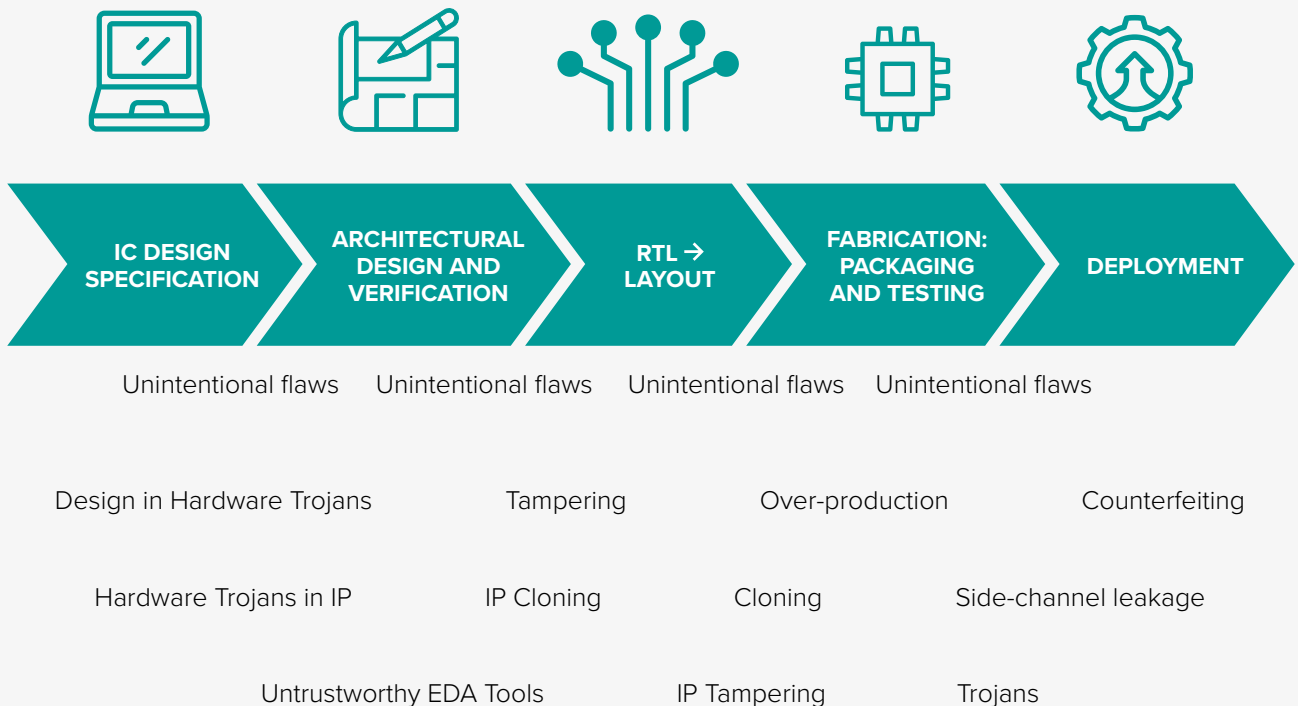 IC DESIGN
SPECIFICATION
ARCHITECTURAL
DESIGN AND
VERIFICATION
RTL →
LAYOUT
FABRICATION:
PACKAGING
AND TESTING
DEPLOYMENT
Unintentional flaws Unintentional flaws Unintentional flaws Unintentional flaws
Design in Hardware Trojans Tampering Over-production Counterfeiting
Hardware Trojans in IP IP Cloning Cloning Side-channel leakage
Untrustworthy EDA Tools IP Tampering Trojans